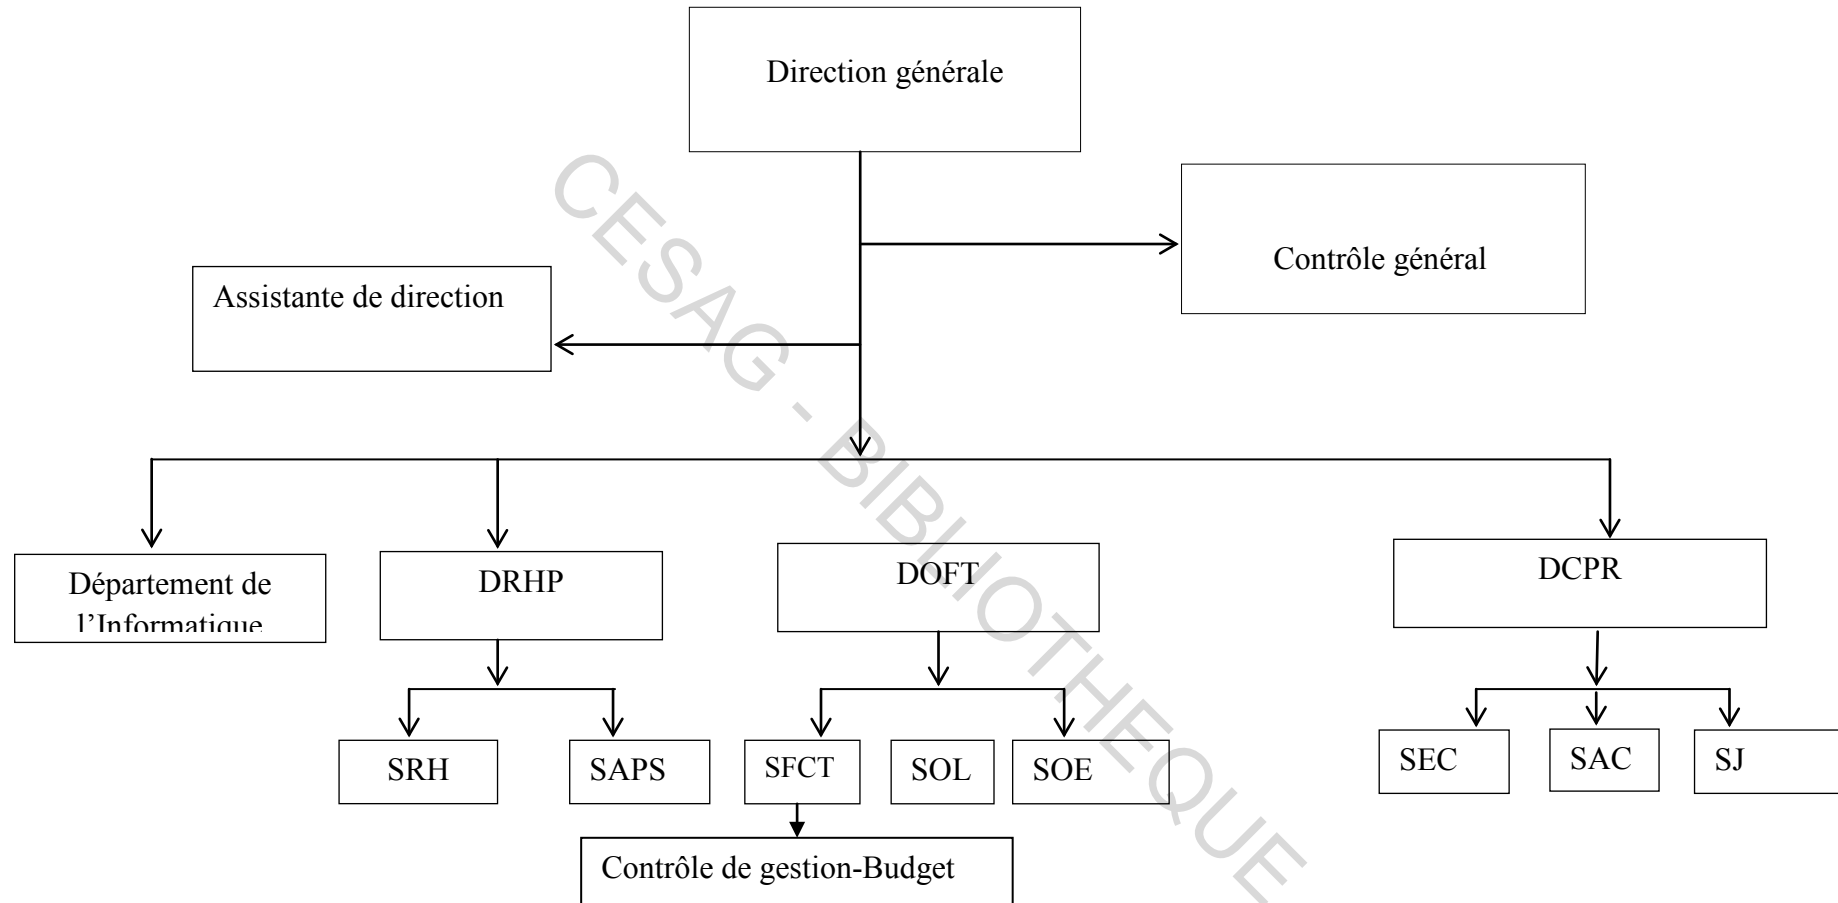 Direction générale
Contrôle général
Assistante de direction
CESAG - BIBLIOTHEQUE
Département de
l’Informatique
DRHP
DOFT
DCPR
SRH
SAPS
SFCT
SOL
SOE
SEC
SAC
SJ
Contrôle de gestion-Budget